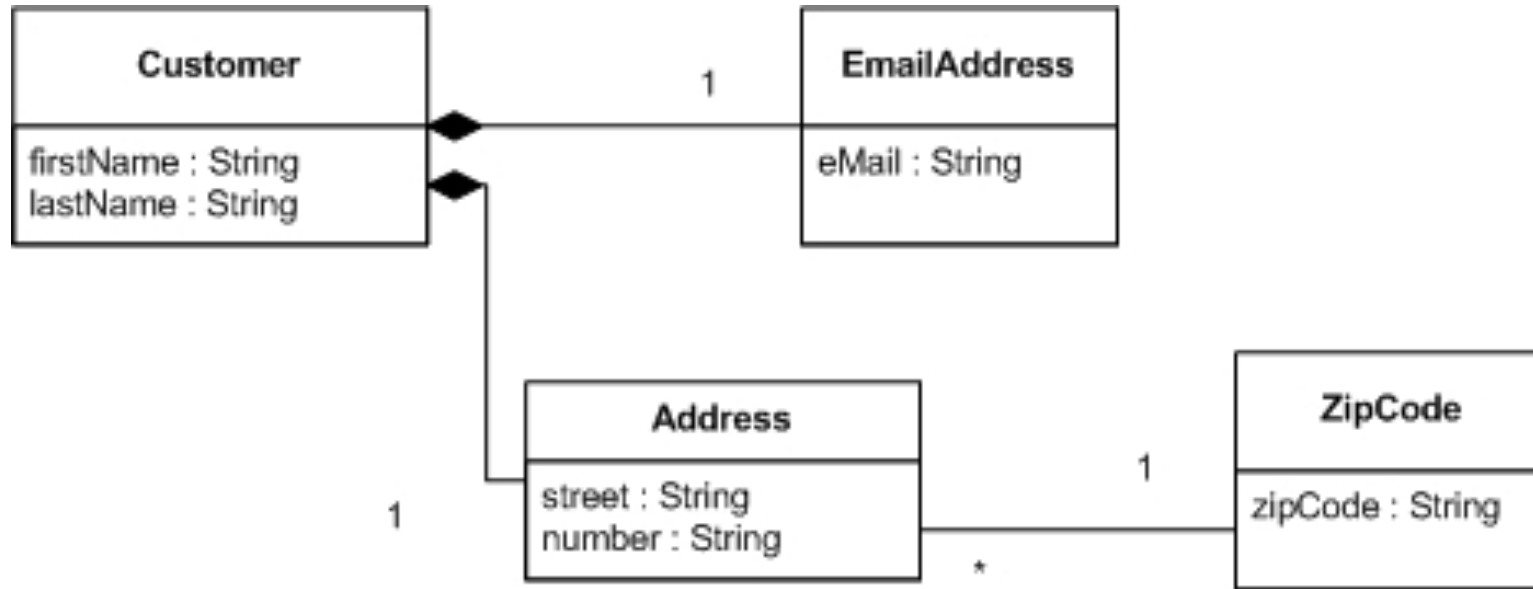 Customer
firstName : String
lastName : String
1
EmailAddress
eMail : String
1
Address
street : String
number : String
*
1
ZipCode
zipCode : String